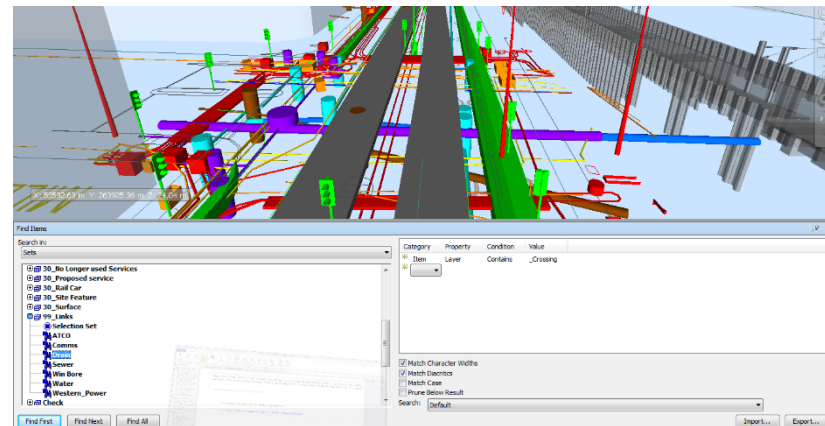 Find Items
Search in:
Sets
30_No Longer used Services
30_Proposed service
30_Rail Car
30_Site Feature
30_Surface
99_Links
Selection Set
ATCO
Comms
Drain
Sewer
Win Bore
Water
Western_Power
Check
Find First Find Next Find All
Category Property Condition Value
Item Layer Contains _Crossing
Match Character Widths
Match Diacritics
Match Case
Prune Below Result
Search: Default
Import... Export...